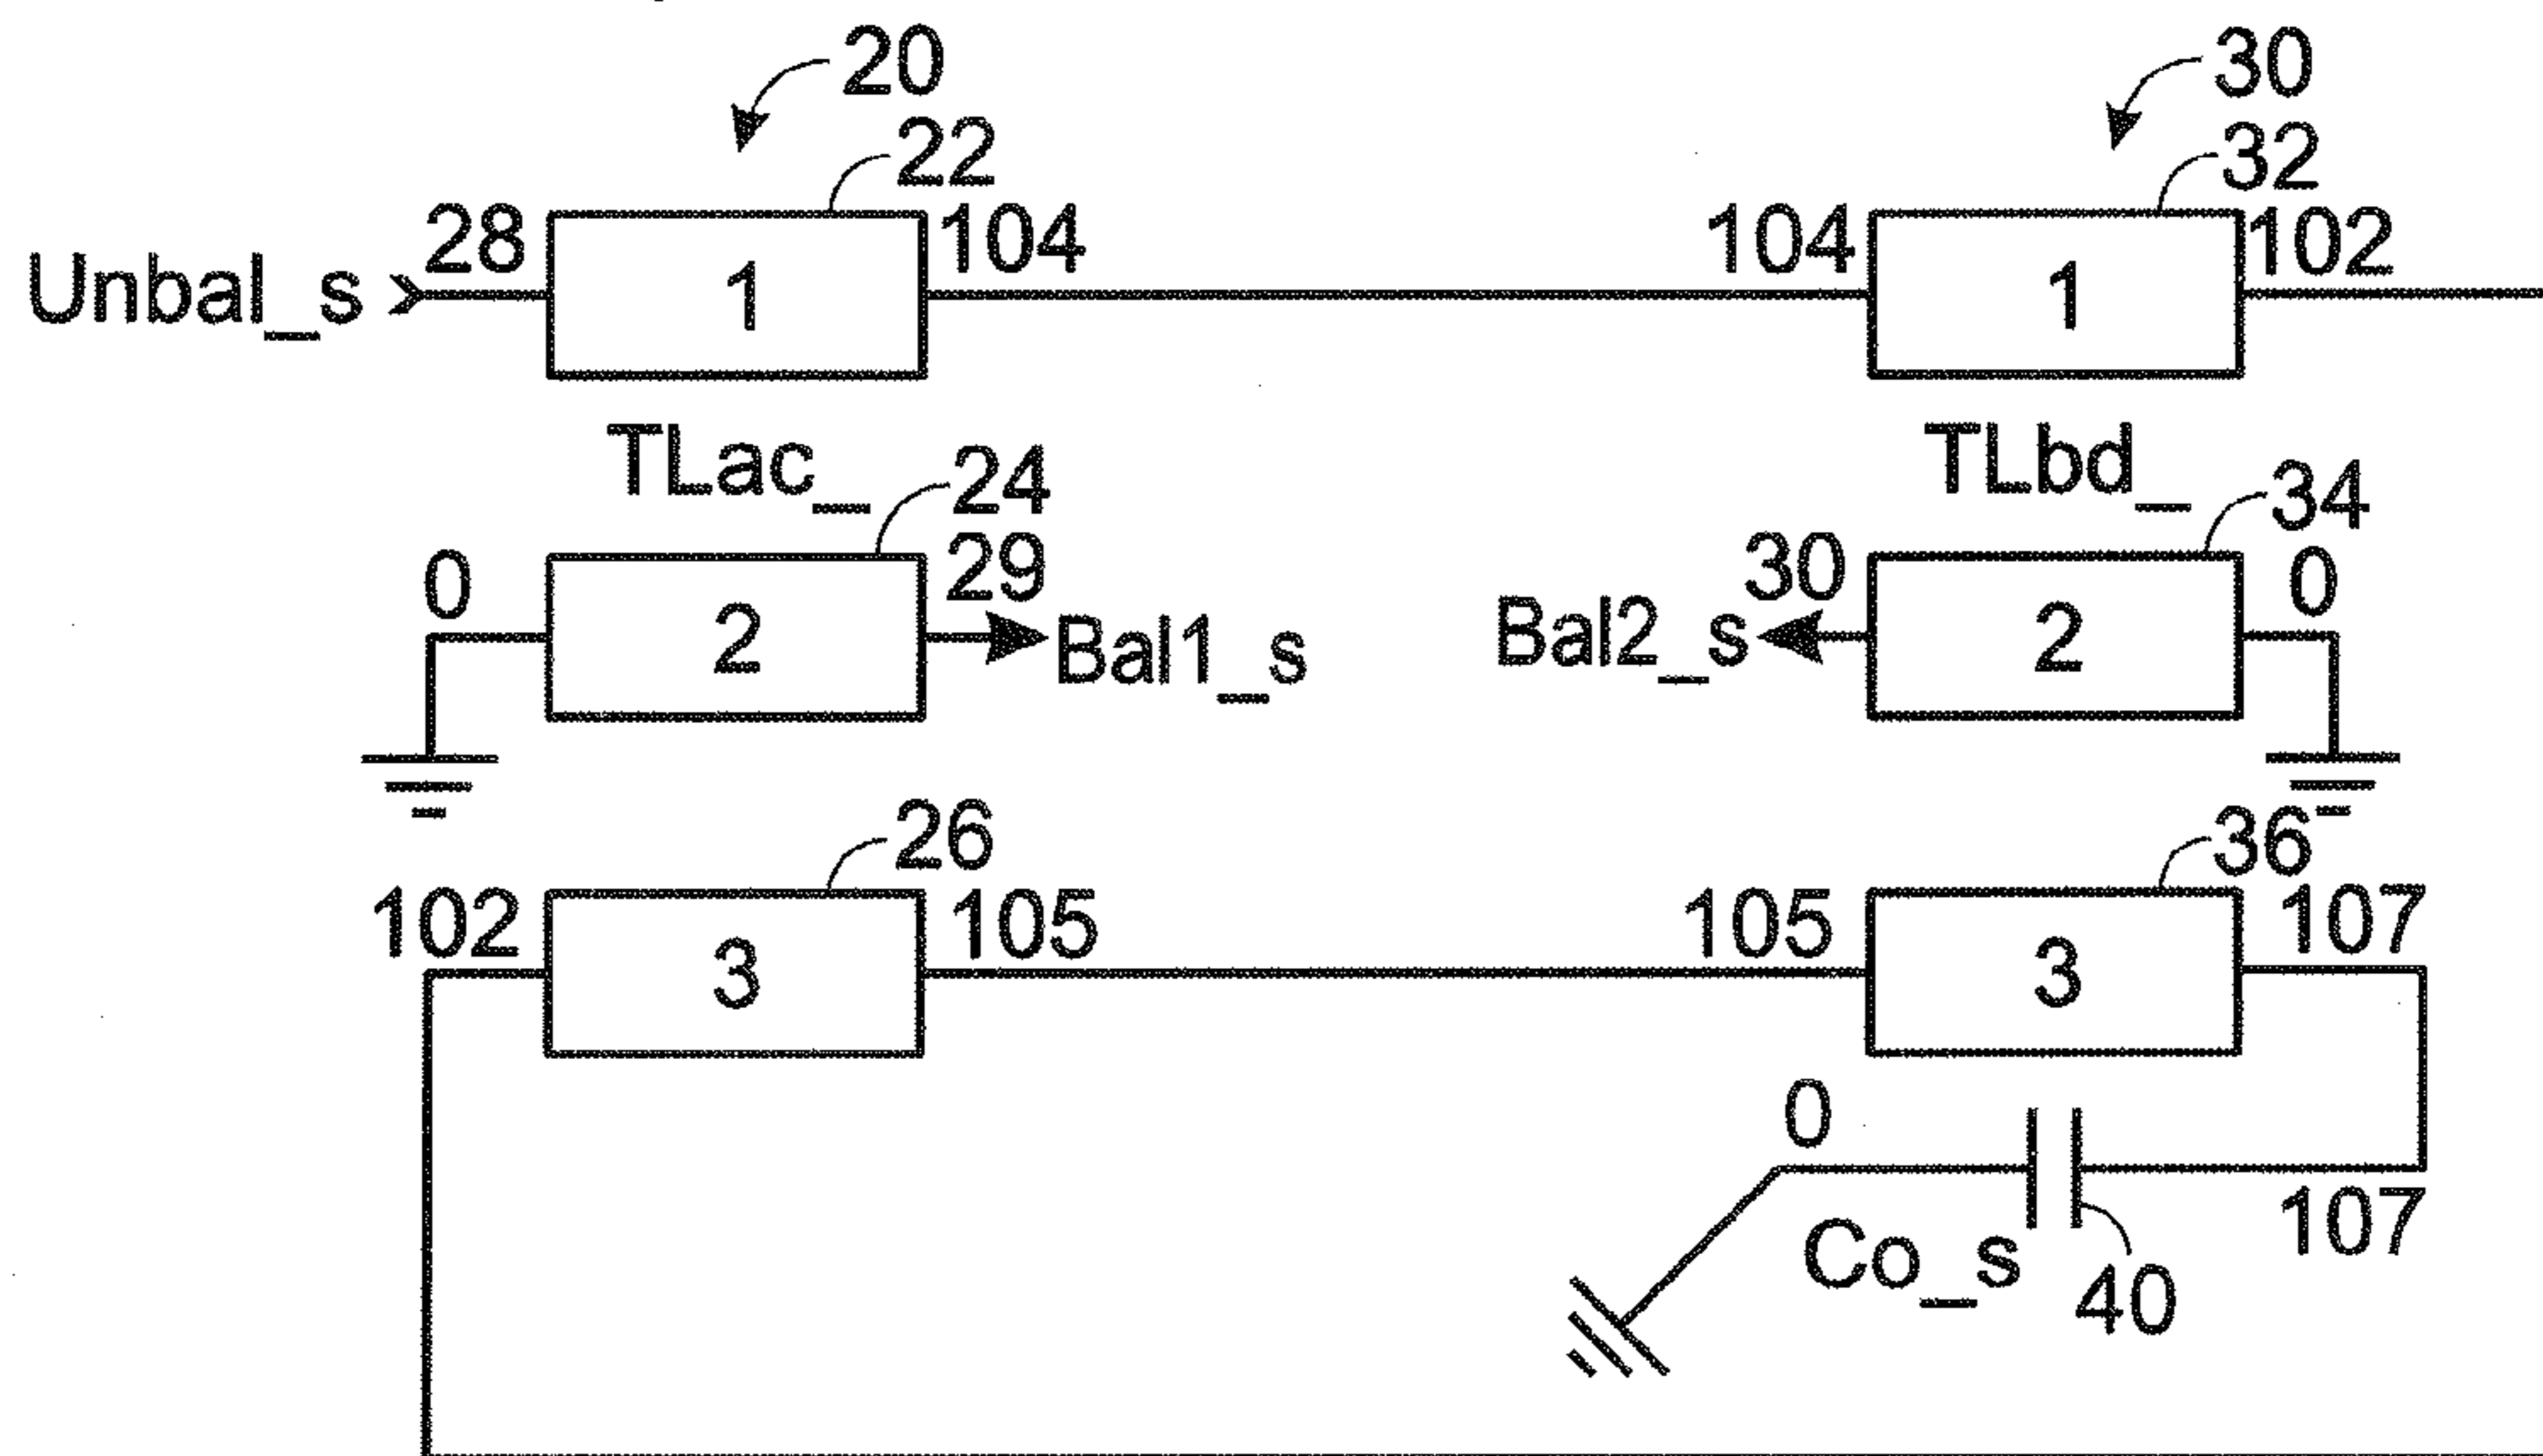 20 30
22 32
28 104 104 102
Unbal_s 1 1
TLac_ 24 TLbd_ 34
0 29 30 0
2 Bal1_s Bal2_s 2
26 36
102 105 105 107
3 3
0
Co_s 107
40